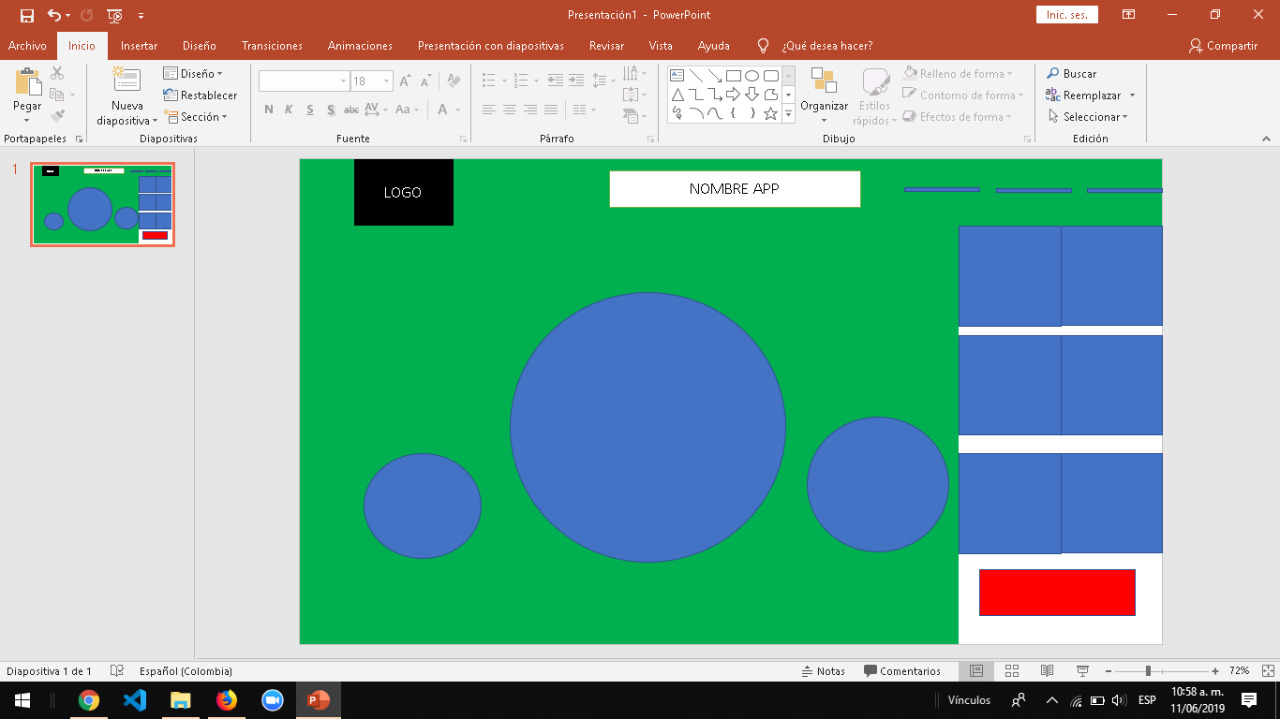 Presentación1 - PowerPoint
Inic. ses.
Archivo Inicio Insertar Diseño Transiciones Animaciones Presentación con diapositivas Revisar Vista Ayuda ¿Qué desea hacer? Compartir
Pegar
Nueva diapositiva
Diseño
Restablecer
Sección
18
N K S S abc AV Aa A
Organizar
Estilos rápidos
Relleno de forma
Contorno de forma
Efectos de forma
Buscar
Reemplazar
Seleccionar
Portapapeles Diapositivas Fuente Párrafo Dibujo Edición
1
LOGO
NOMBRE APP
Diapositiva 1 de 1 Español (Colombia) Notas Comentarios 72%
Vínculos ESP 10:58 a. m.
11/06/2019